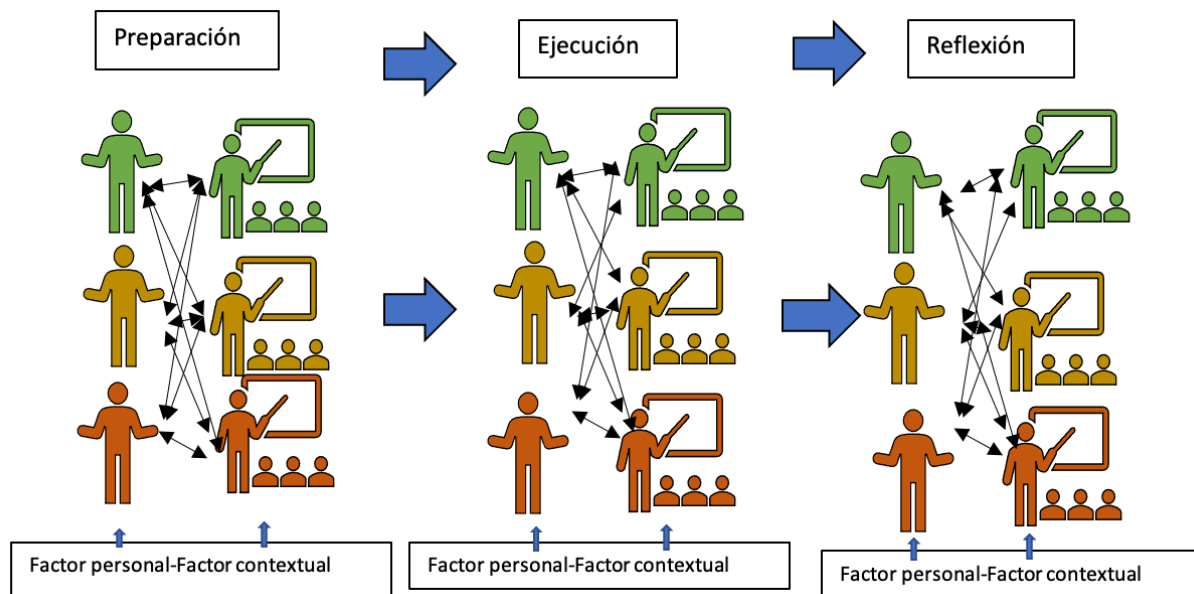 Preparación
Ejecución
Reflexión
Factor personal-Factor contextual
Factor personal-Factor contextual
Factor personal-Factor contextual